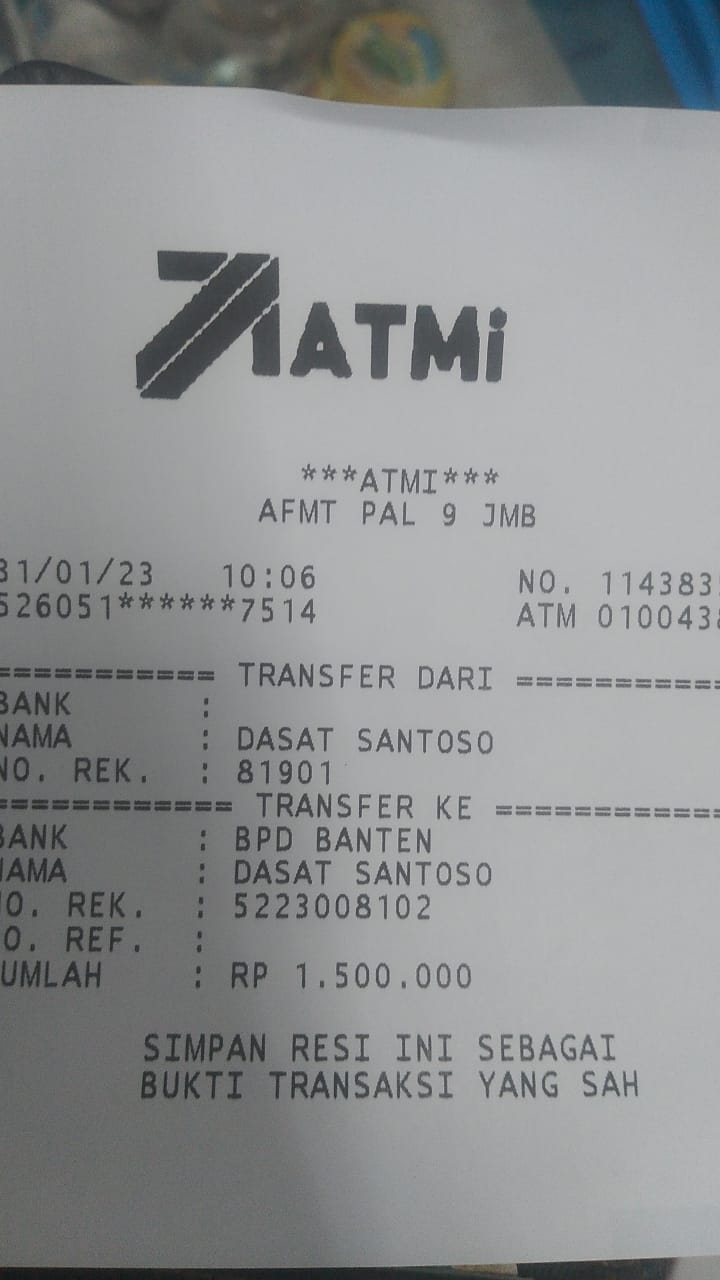 ATMi
***ATMI***
AFMT PAL 9 JMB
31/01/23 10:06 NO. 114383
526051******7514 ATM 010043
=========== TRANSFER DARI ===========
BANK :
NAMA : DASAT SANTOSO
NO. REK. : 81901
============ TRANSFER KE ============
BANK : BPD BANTEN
NAMA : DASAT SANTOSO
NO. REK. : 5223008102
NO. REF. :
JUMLAH : RP 1.500.000
SIMPAN RESI INI SEBAGAI
BUKTI TRANSAKSI YANG SAH